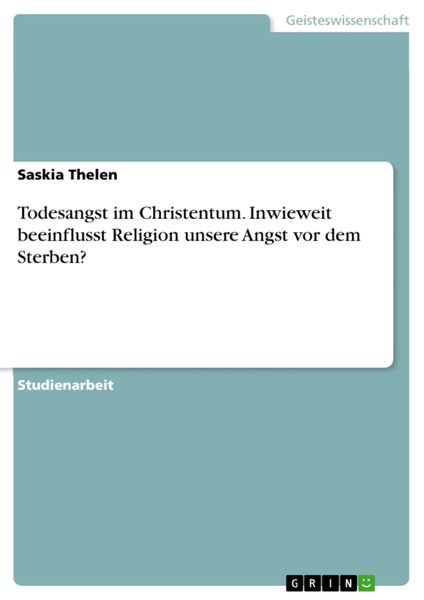 Geisteswissenschaft
Saskia Thelen
Todesangst im Christentum. Inwieweit
beeinflusst Religion unsere Angst vor dem
Sterben?
Studienarbeit
GRIN